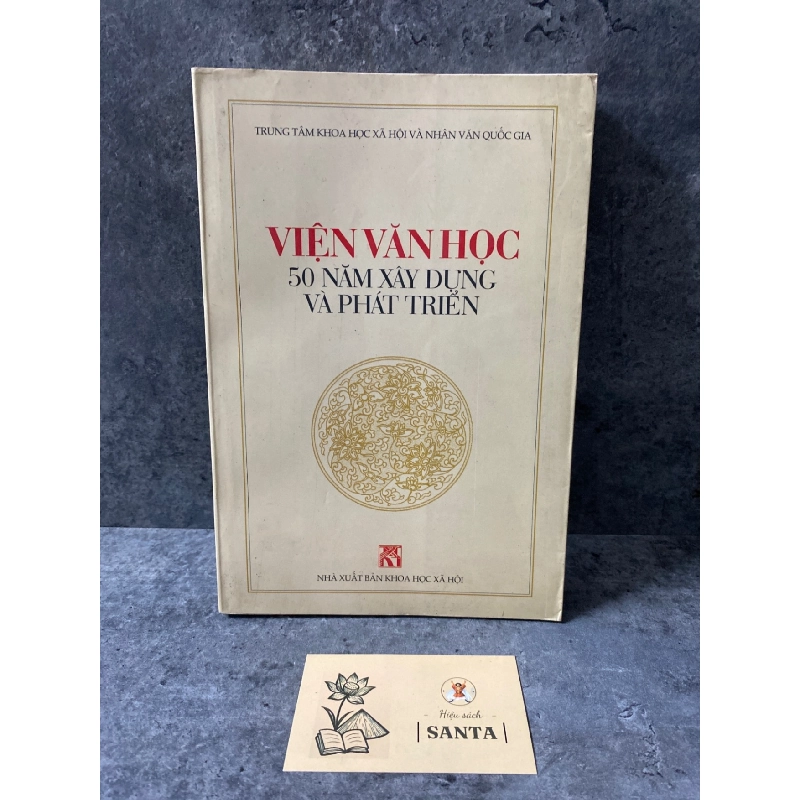 TRUNG TÂM KHOA HỌC XÃ HỘI VÀ NHÂN VĂN QUỐC GIA
VIỆN VĂN HỌC
50 NĂM XÂY DỰNG
VÀ PHÁT TRIỂN
NHÀ XUẤT BẢN KHOA HỌC XÃ HỘI
Hiệu sách
SANTA